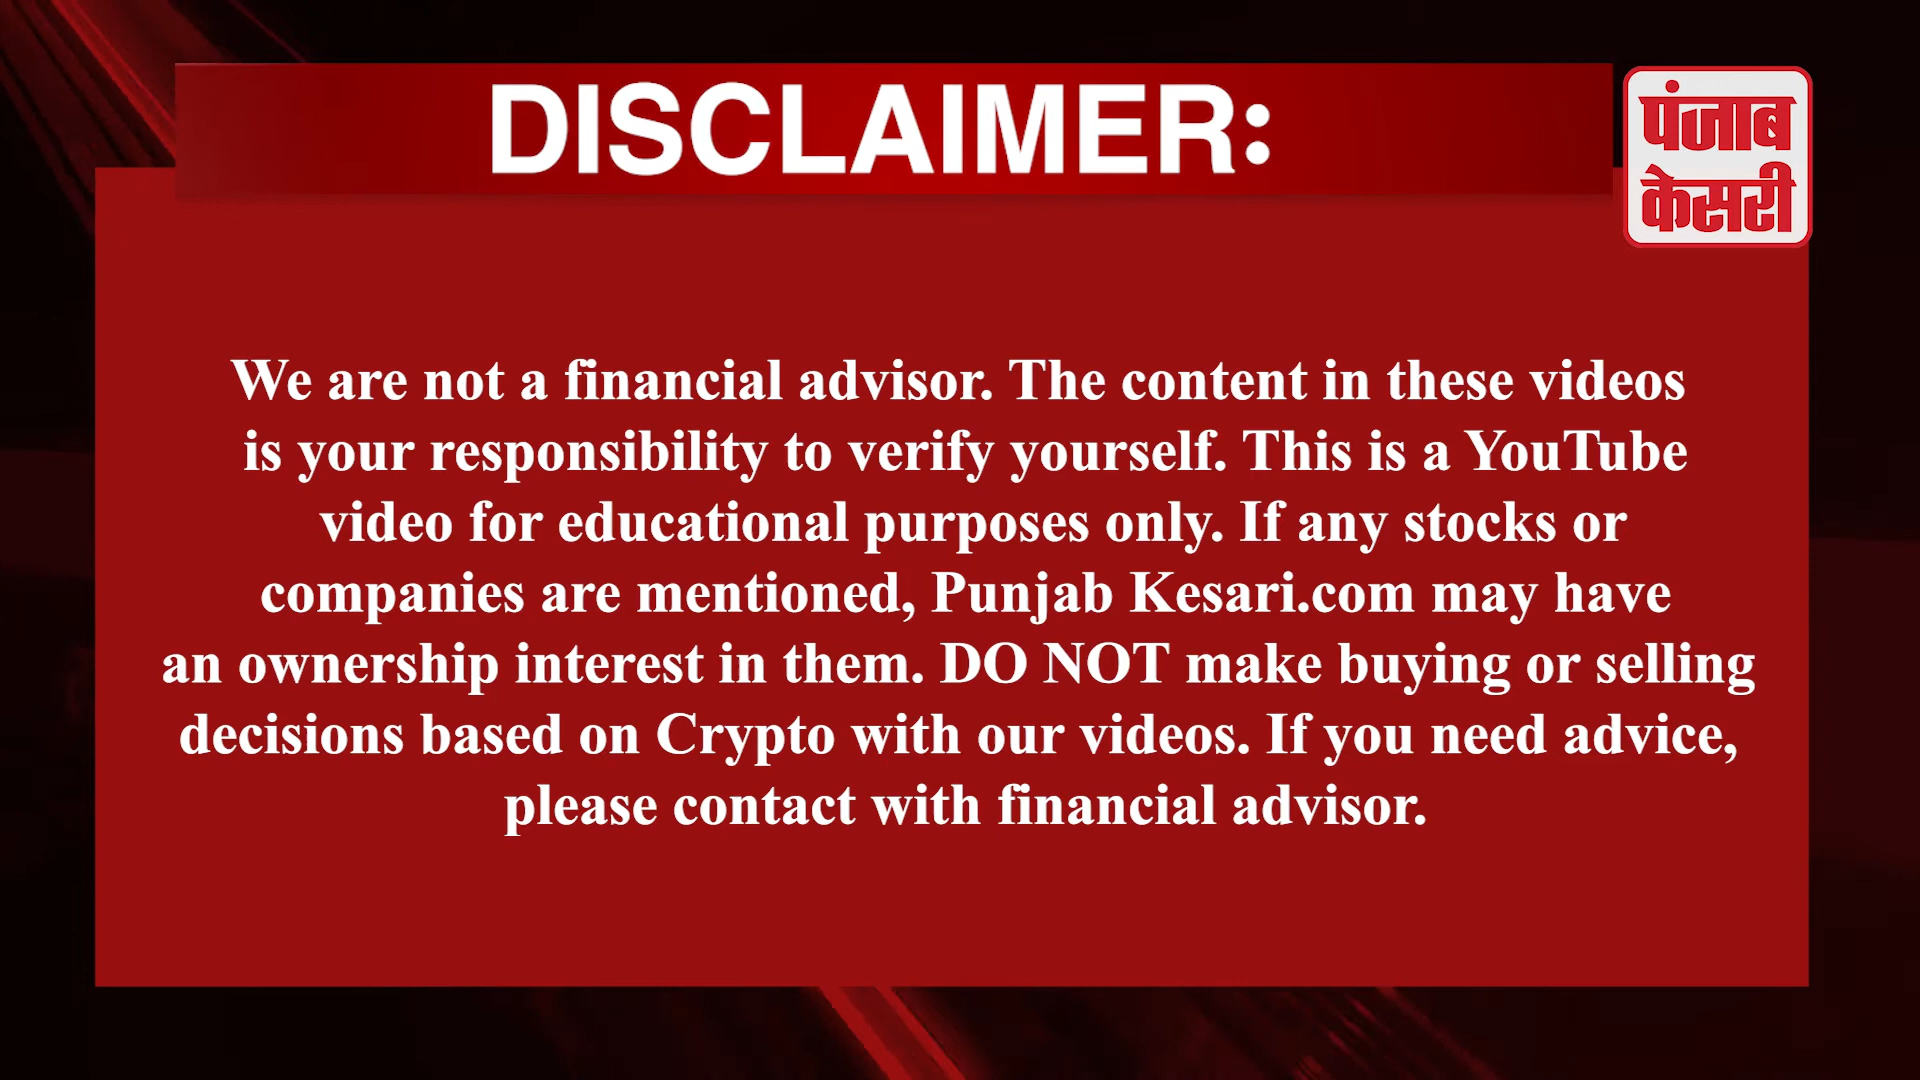 DISCLAIMER:
पंजाब
केसरी
We are not a financial advisor. The content in these videos
is your responsibility to verify yourself. This is a YouTube
video for educational purposes only. If any stocks or
companies are mentioned, Punjab Kesari.com may have
an ownership interest in them. DO NOT make buying or selling
decisions based on Crypto with our videos. If you need advice,
please contact with financial advisor.